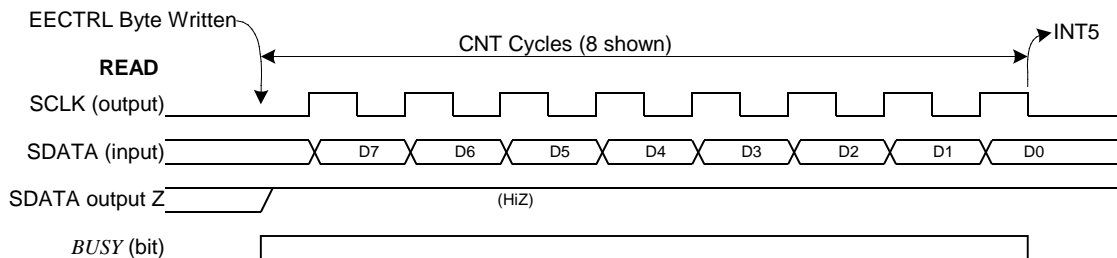 EECTRL Byte Written
CNT Cycles (8 shown)
INT5
READ
SCLK (output)
SDATA (input)
D7 D6 D5 D4 D3 D2 D1 D0
SDATA output Z
(HiZ)
BUSY (bit)